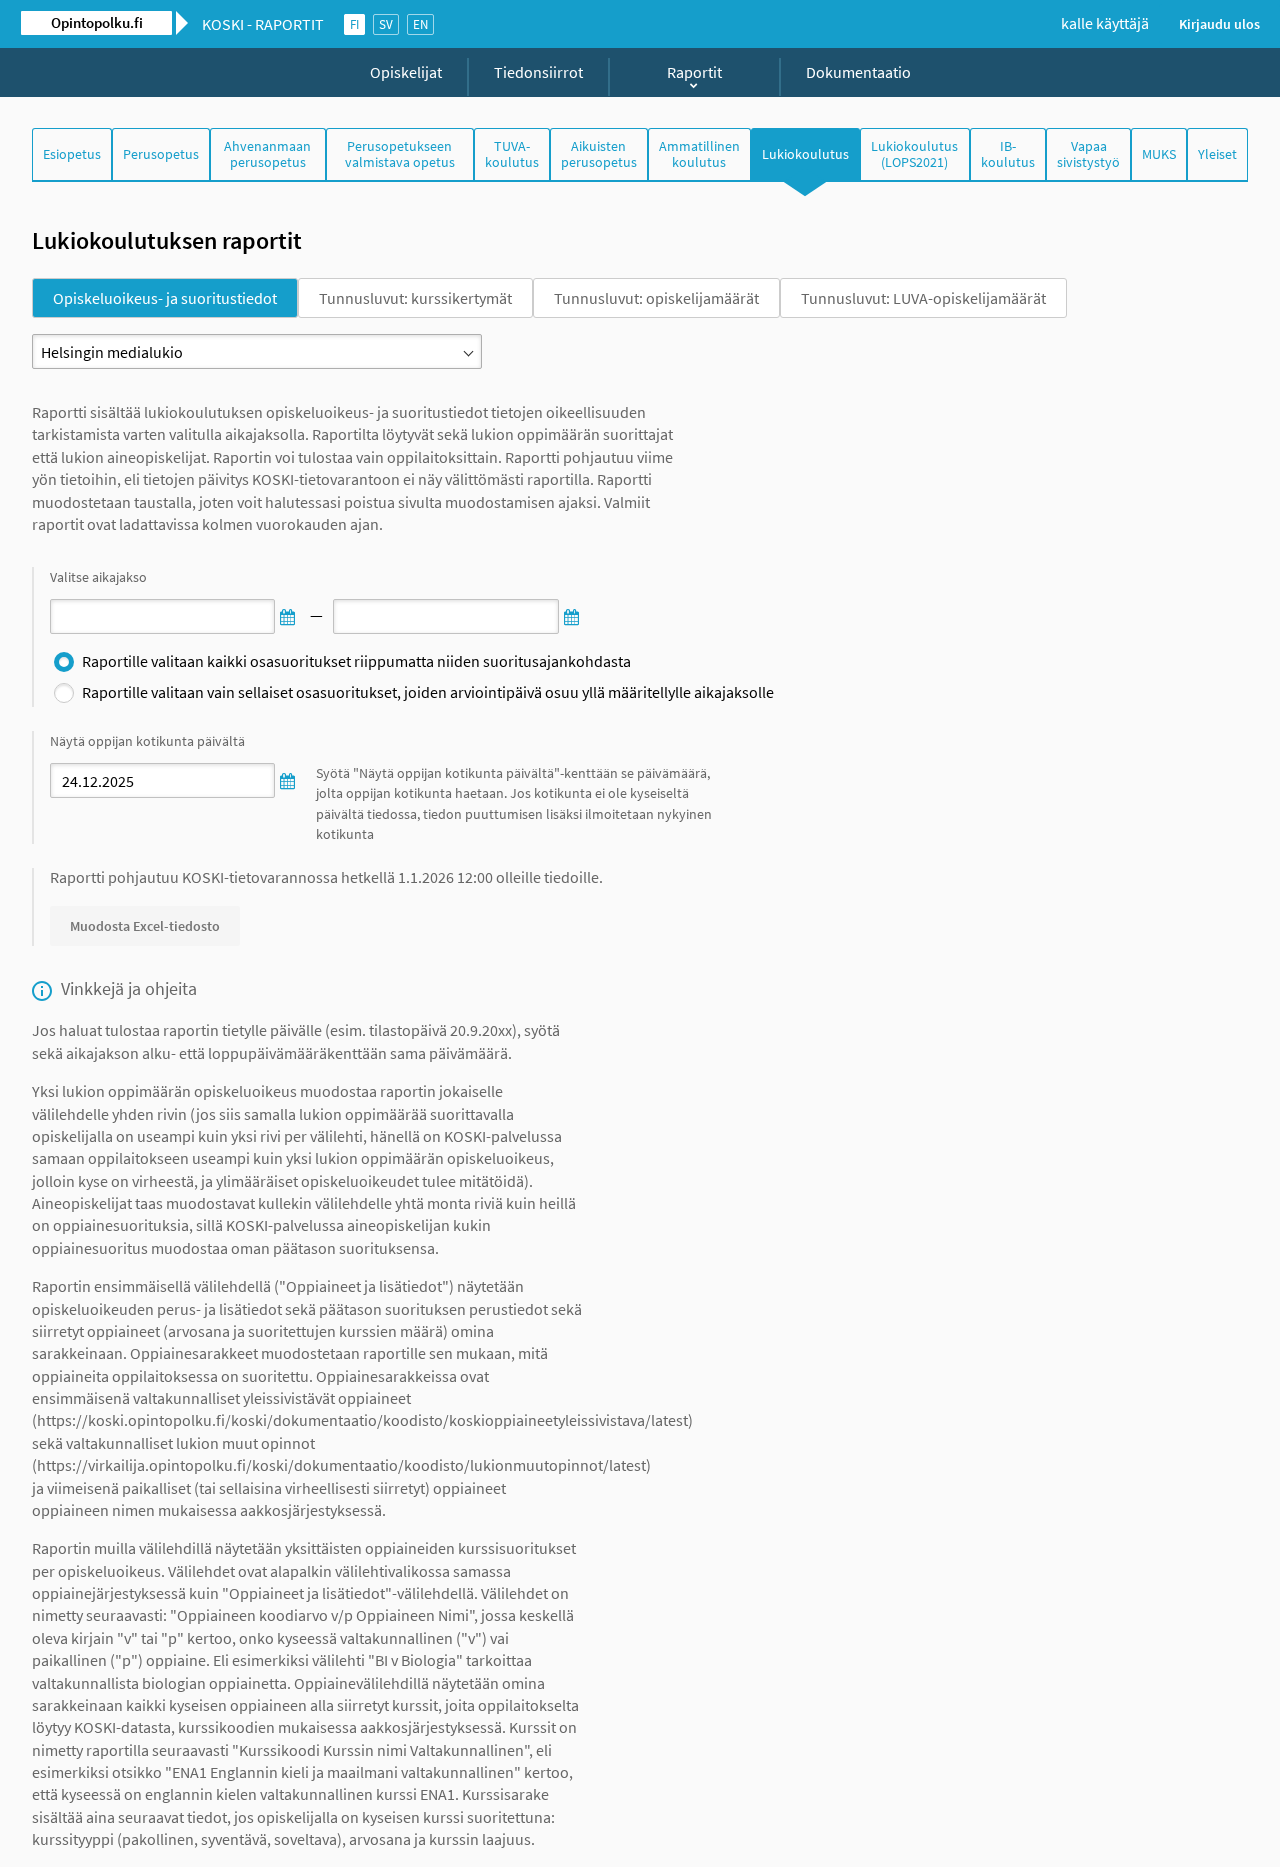 Opintopolku.fi
KOSKI - RAPORTIT
FI
SV
EN
kalle käyttäjä
Kirjaudu ulos
Opiskelijat
Tiedonsiirrot
Raportit
Dokumentaatio
Esiopetus
Perusopetus
Ahvenanmaan
perusopetus
Perusopetukseen
valmistava opetus
TUVA-
koulutus
Aikuisten
perusopetus
Ammatillinen
koulutus
Lukiokoulutus
Lukiokoulutus
(LOPS2021)
IB-
koulutus
Vapaa
sivistystyö
MUKS
Yleiset
Lukiokoulutuksen raportit
Opiskeluoikeus- ja suoritustiedot
Tunnusluvut: kurssikertymät
Tunnusluvut: opiskelijamäärät
Tunnusluvut: LUVA-opiskelijamäärät
Helsingin medialukio
Raportti sisältää lukiokoulutuksen opiskeluoikeus- ja suoritustiedot tietojen oikeellisuuden
tarkistamista varten valitulla aikajaksolla. Raportilta löytyvät sekä lukion oppimäärän suorittajat
että lukion aineopiskelijat. Raportin voi tulostaa vain oppilaitoksittain. Raportti pohjautuu viime
yön tietoihin, eli tietojen päivitys KOSKI-tietovarantoon ei näy välittömästi raportilla. Raportti
muodostetaan taustalla, joten voit halutessasi poistua sivulta muodostamisen ajaksi. Valmiit
raportit ovat ladattavissa kolmen vuorokauden ajan.
Valitse aikajakso
—
Raportille valitaan kaikki osasuoritukset riippumatta niiden suoritusajankohdasta
Raportille valitaan vain sellaiset osasuoritukset, joiden arviointipäivä osuu yllä määritellylle aikajaksolle
Näytä oppijan kotikunta päivältä
24.12.2025
Syötä "Näytä oppijan kotikunta päivältä"-kenttään se päivämäärä,
jolta oppijan kotikunta haetaan. Jos kotikunta ei ole kyseiseltä
päivältä tiedossa, tiedon puuttumisen lisäksi ilmoitetaan nykyinen
kotikunta
Raportti pohjautuu KOSKI-tietovarannossa hetkellä 1.1.2026 12:00 olleille tiedoille.
Muodosta Excel-tiedosto
Vinkkejä ja ohjeita
Jos haluat tulostaa raportin tietylle päivälle (esim. tilastopäivä 20.9.20xx), syötä
sekä aikajakson alku- että loppupäivämääräkenttään sama päivämäärä.
Yksi lukion oppimäärän opiskeluoikeus muodostaa raportin jokaiselle
välilehdelle yhden rivin (jos siis samalla lukion oppimäärää suorittavalla
opiskelijalla on useampi kuin yksi rivi per välilehti, hänellä on KOSKI-palvelussa
samaan oppilaitokseen useampi kuin yksi lukion oppimäärän opiskeluoikeus,
jolloin kyse on virheestä, ja ylimääräiset opiskeluoikeudet tulee mitätöidä).
Aineopiskelijat taas muodostavat kullekin välilehdelle yhtä monta riviä kuin heillä
on oppiainesuorituksia, sillä KOSKI-palvelussa aineopiskelijan kukin
oppiainesuoritus muodostaa oman päätason suorituksensa.
Raportin ensimmäisellä välilehdellä ("Oppiaineet ja lisätiedot") näytetään
opiskeluoikeuden perus- ja lisätiedot sekä päätason suorituksen perustiedot sekä
siirretyt oppiaineet (arvosana ja suoritettujen kurssien määrä) omina
sarakkeinaan. Oppiainesarakkeet muodostetaan raportille sen mukaan, mitä
oppiaineita oppilaitoksessa on suoritettu. Oppiainesarakkeissa ovat
ensimmäisenä valtakunnalliset yleissivistävät oppiaineet
(https://koski.opintopolku.fi/koski/dokumentaatio/koodisto/koskioppiaineetyleissivistava/latest)
sekä valtakunnalliset lukion muut opinnot
(https://virkailija.opintopolku.fi/koski/dokumentaatio/koodisto/lukionmuutopinnot/latest)
ja viimeisenä paikalliset (tai sellaisina virheellisesti siirretyt) oppiaineet
oppiaineen nimen mukaisessa aakkosjärjestyksessä.
Raportin muilla välilehdillä näytetään yksittäisten oppiaineiden kurssisuoritukset
per opiskeluoikeus. Välilehdet ovat alapalkin välilehtivalikossa samassa
oppiainejärjestyksessä kuin "Oppiaineet ja lisätiedot"-välilehdellä. Välilehdet on
nimetty seuraavasti: "Oppiaineen koodiarvo v/p Oppiaineen Nimi", jossa keskellä
oleva kirjain "v" tai "p" kertoo, onko kyseessä valtakunnallinen ("v") vai
paikallinen ("p") oppiaine. Eli esimerkiksi välilehti "BI v Biologia" tarkoittaa
valtakunnallista biologian oppiainetta. Oppiainevälilehdillä näytetään omina
sarakkeinaan kaikki kyseisen oppiaineen alla siirretyt kurssit, joita oppilaitokselta
löytyy KOSKI-datasta, kurssikoodien mukaisessa aakkosjärjestyksessä. Kurssit on
nimetty raportilla seuraavasti "Kurssikoodi Kurssin nimi Valtakunnallinen", eli
esimerkiksi otsikko "ENA1 Englannin kieli ja maailmani valtakunnallinen" kertoo,
että kyseessä on englannin kielen valtakunnallinen kurssi ENA1. Kurssisarake
sisältää aina seuraavat tiedot, jos opiskelijalla on kyseisen kurssi suoritettuna:
kurssityyppi (pakollinen, syventävä, soveltava), arvosana ja kurssin laajuus.